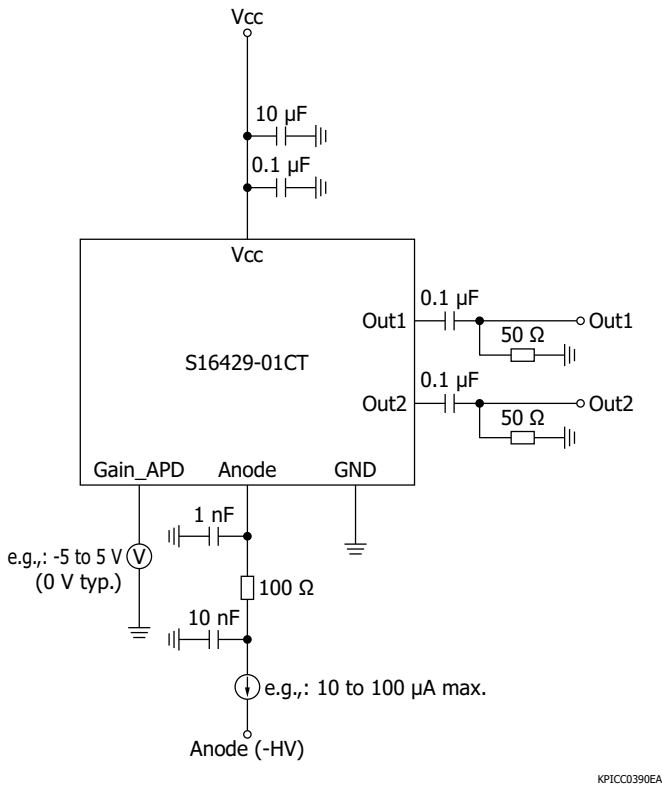 Vcc
10 µF
0.1 µF
Vcc
0.1 µF
Out1
Out1
50 Ω
S16429-01CT
0.1 µF
Out2
Out2
50 Ω
Gain_APD
Anode
GND
1 nF
e.g.,: -5 to 5 V
V
(0 V typ.)
100 Ω
10 nF
e.g.,: 10 to 100 µA max.
Anode (-HV)
KPICC0390EA